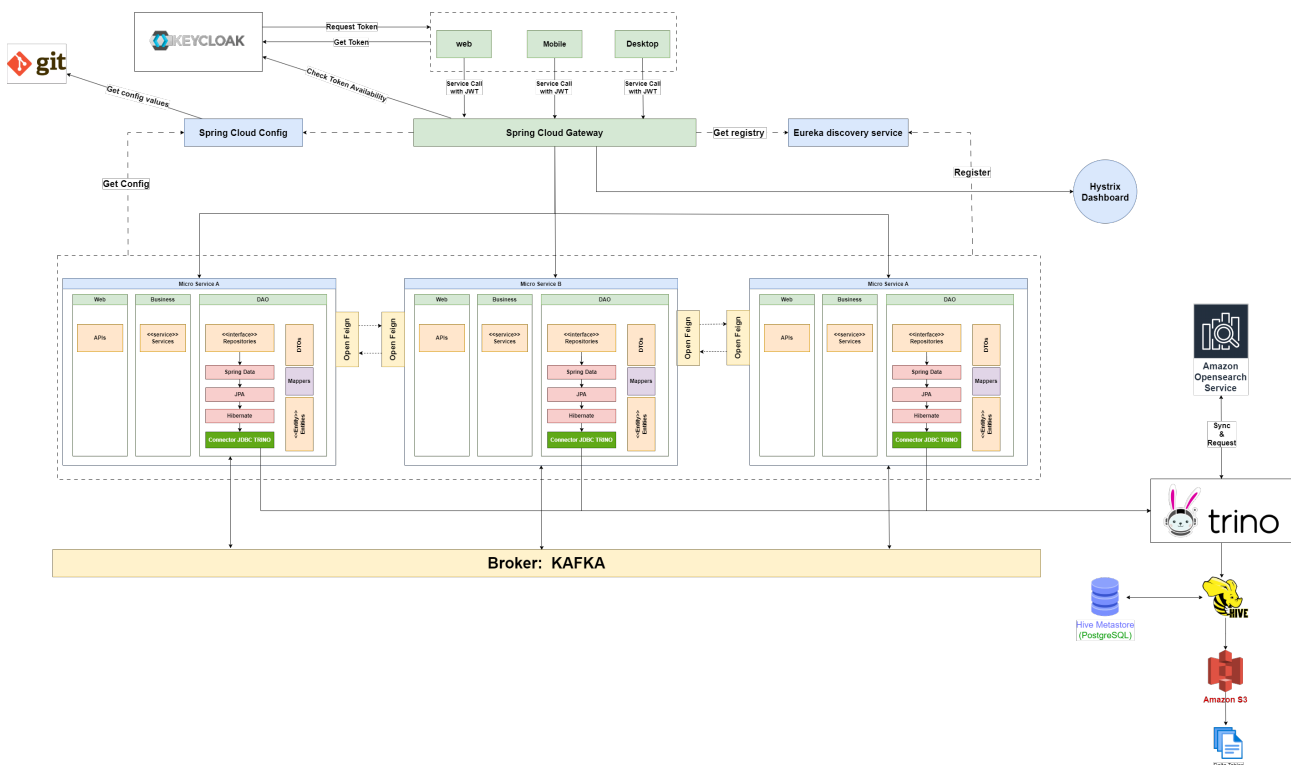 KEYCLOAK
Request Token
Get Token
web
Mobile
Desktop
git
Get config values
Check Token Availability
Service Call
with JWT
Service Call
with JWT
Service Call
with JWT
Spring Cloud Config
Spring Cloud Gateway
Get registry
Eureka discovery service
Get Config
Register
Hystrix
Dashboard
Micro Service A
Web
Business
DAO
APIs
<<service>>
Services
<<interface>>
Repositories
DTOs
Spring Data
Mappers
JPA
Hibernate
<<Entity>>
Entities
Connector JDBC TRINO
Open Feign
Open Feign
Micro Service B
Web
Business
DAO
APIs
<<service>>
Services
<<interface>>
Repositories
DTOs
Spring Data
Mappers
JPA
Hibernate
<<Entity>>
Entities
Connector JDBC TRINO
Open Feign
Open Feign
Micro Service A
Web
Business
DAO
APIs
<<service>>
Services
<<interface>>
Repositories
DTOs
Spring Data
Mappers
JPA
Hibernate
<<Entity>>
Entities
Connector JDBC TRINO
Amazon
Opensearch
Service
Sync
&
Request
trino
Broker: KAFKA
HIVE
Hive Metastore
(PostgreSQL)
Amazon S3